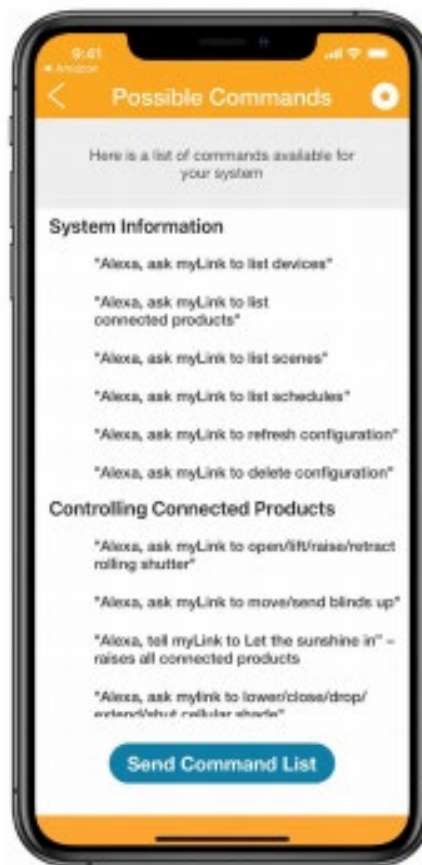 9:41
Amazon
Possible Commands
Here is a list of commands available for
your system
System Information
"Alexa, ask myLink to list devices"
"Alexa, ask myLink to list
connected products"
"Alexa, ask myLink to list scenes"
"Alexa, ask myLink to list schedules"
"Alexa, ask myLink to refresh configuration"
"Alexa, ask myLink to delete configuration"
Controlling Connected Products
"Alexa, ask myLink to open/lift/raise/retract
rolling shutter"
"Alexa, ask myLink to move/send blinds up"
"Alexa, tell myLink to Let the sunshine in" –
raises all connected products
"Alexa, ask mylink to lower/close/drop/
extend/shut cellular shade"
Send Command List